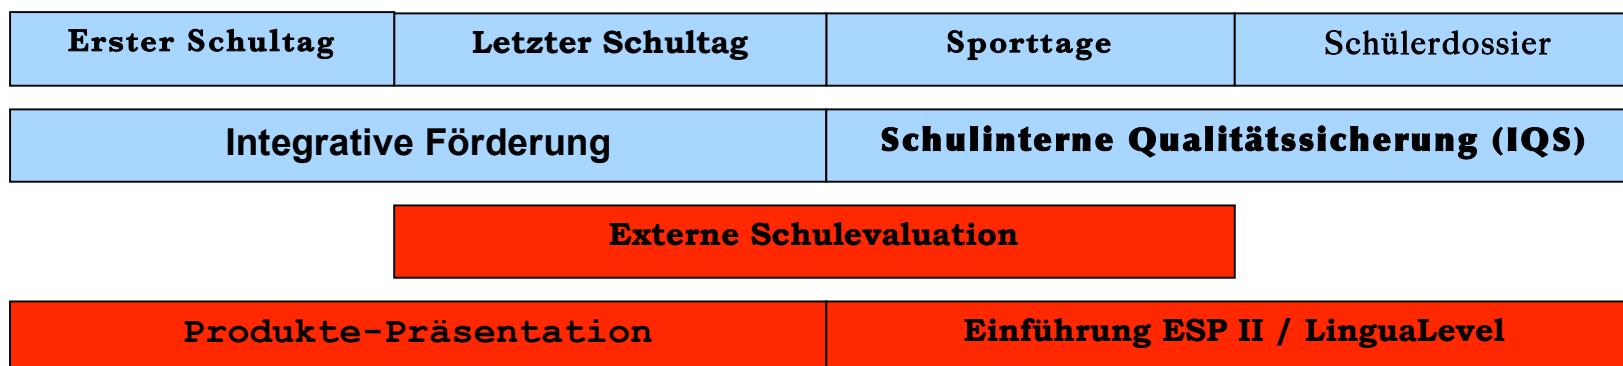 Erster Schultag
Letzter Schultag
Sporttage
Schülerdossier
Integrative Förderung
Schulinterne Qualitätssicherung (IQS)
Externe Schulevaluation
Produkte-Präsentation
Einführung ESP II / LinguaLevel